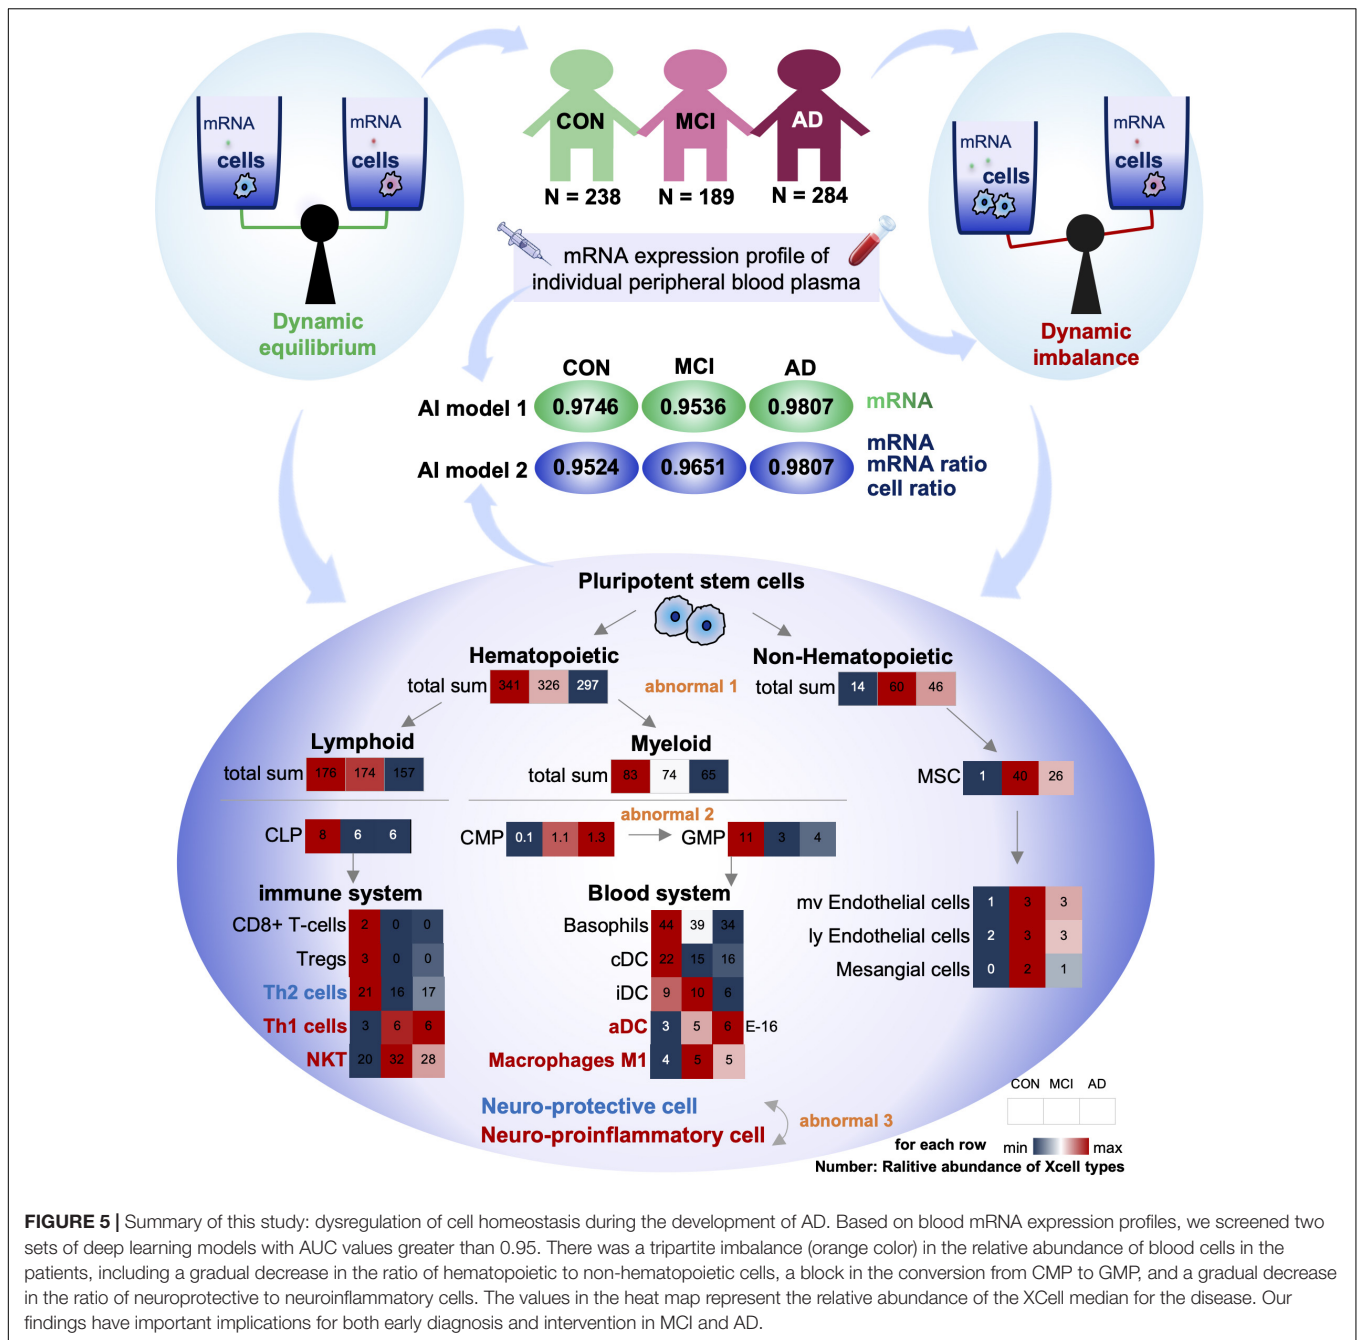 mRNA
cells
mRNA
cells
Dynamic
equilibrium
CON
MCI
AD
N = 238
N = 189
N = 284
mRNA
cells
mRNA
cells
Dynamic
imbalance
mRNA expression profile of
individual peripheral blood plasma
CON MCI AD
AI model 1 0.9746 0.9536 0.9807 mRNA
AI model 2 0.9524 0.9651 0.9807
mRNA
mRNA ratio
cell ratio
Pluripotent stem cells
Hematopoietic
total sum 341 326 297
abnormal 1
Non-Hematopoietic
total sum 14 60 46
Lymphoid
total sum 176 174 157
Myeloid
total sum 83 74 65
MSC 1 40 26
abnormal 2
CLP 8 6 6
CMP 0.1 1.1 1.3
GMP 11 3 4
immune system
CD8+ T-cells 2 0 0
Tregs 3 0 0
Th2 cells 21 16 17
Th1 cells 3 6 6
NKT 20 32 28
Blood system
Basophils 44 39 34
cDC 22 15 16
iDC 9 10 6
aDC 3 5 6 E-16
Macrophages M1 4 5 5
mv Endothelial cells 1 3 3
ly Endothelial cells 2 3 3
Mesangial cells 0 2 1
Neuro-protective cell
Neuro-proinflammatory cell
abnormal 3
CON MCI AD
for each row min max
Number: Ralitive abundance of Xcell types
FIGURE 5 | Summary of this study: dysregulation of cell homeostasis during the development of AD. Based on blood mRNA expression profiles, we screened two
sets of deep learning models with AUC values greater than 0.95. There was a tripartite imbalance (orange color) in the relative abundance of blood cells in the
patients, including a gradual decrease in the ratio of hematopoietic to non-hematopoietic cells, a block in the conversion from CMP to GMP, and a gradual decrease
in the ratio of neuroprotective to neuroinflammatory cells. The values in the heat map represent the relative abundance of the XCell median for the disease. Our
findings have important implications for both early diagnosis and intervention in MCI and AD.